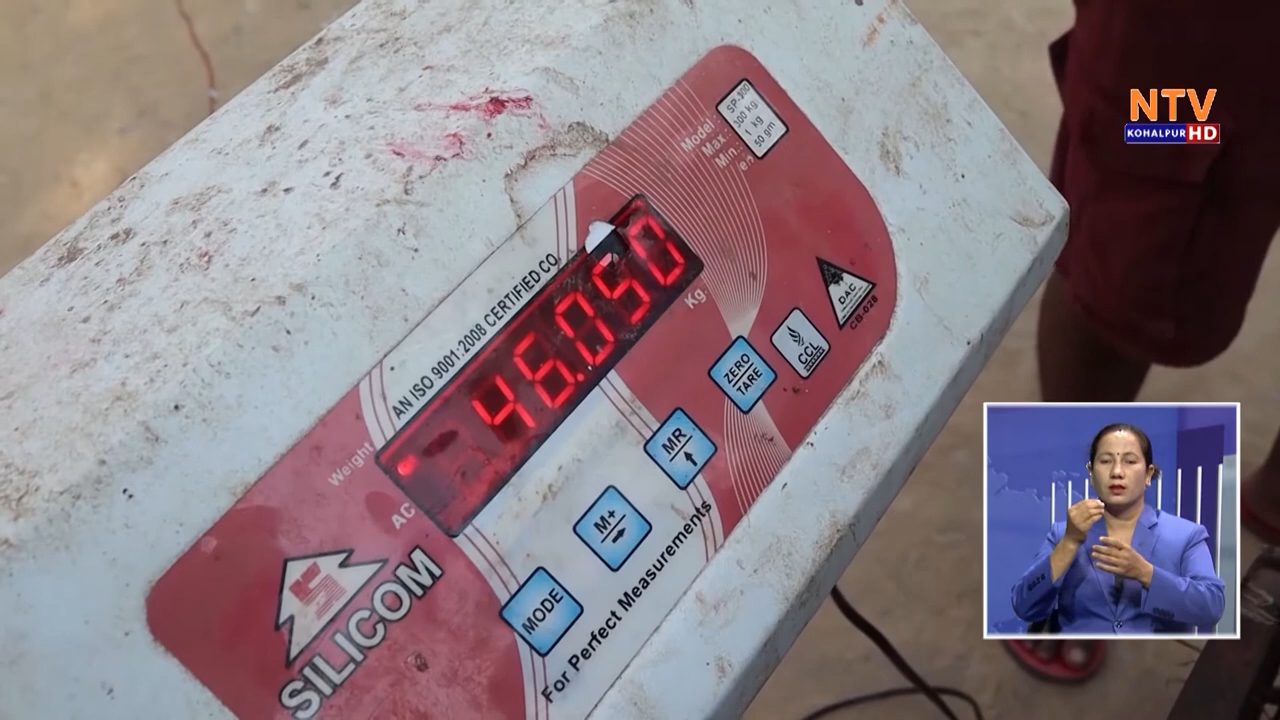 NTV
KOHALPUR HD
Model :
Max :
Min. :
e =
SP-300
300 kg
1 kg
50 gm
AN ISO 9001:2008 CERTIFIED CO.
46.050
Kg.
Weight
AC
DAC
CB-026
CCL
ZERO
TARE
MR
M+
MODE
SILICOM
For Perfect Measurements